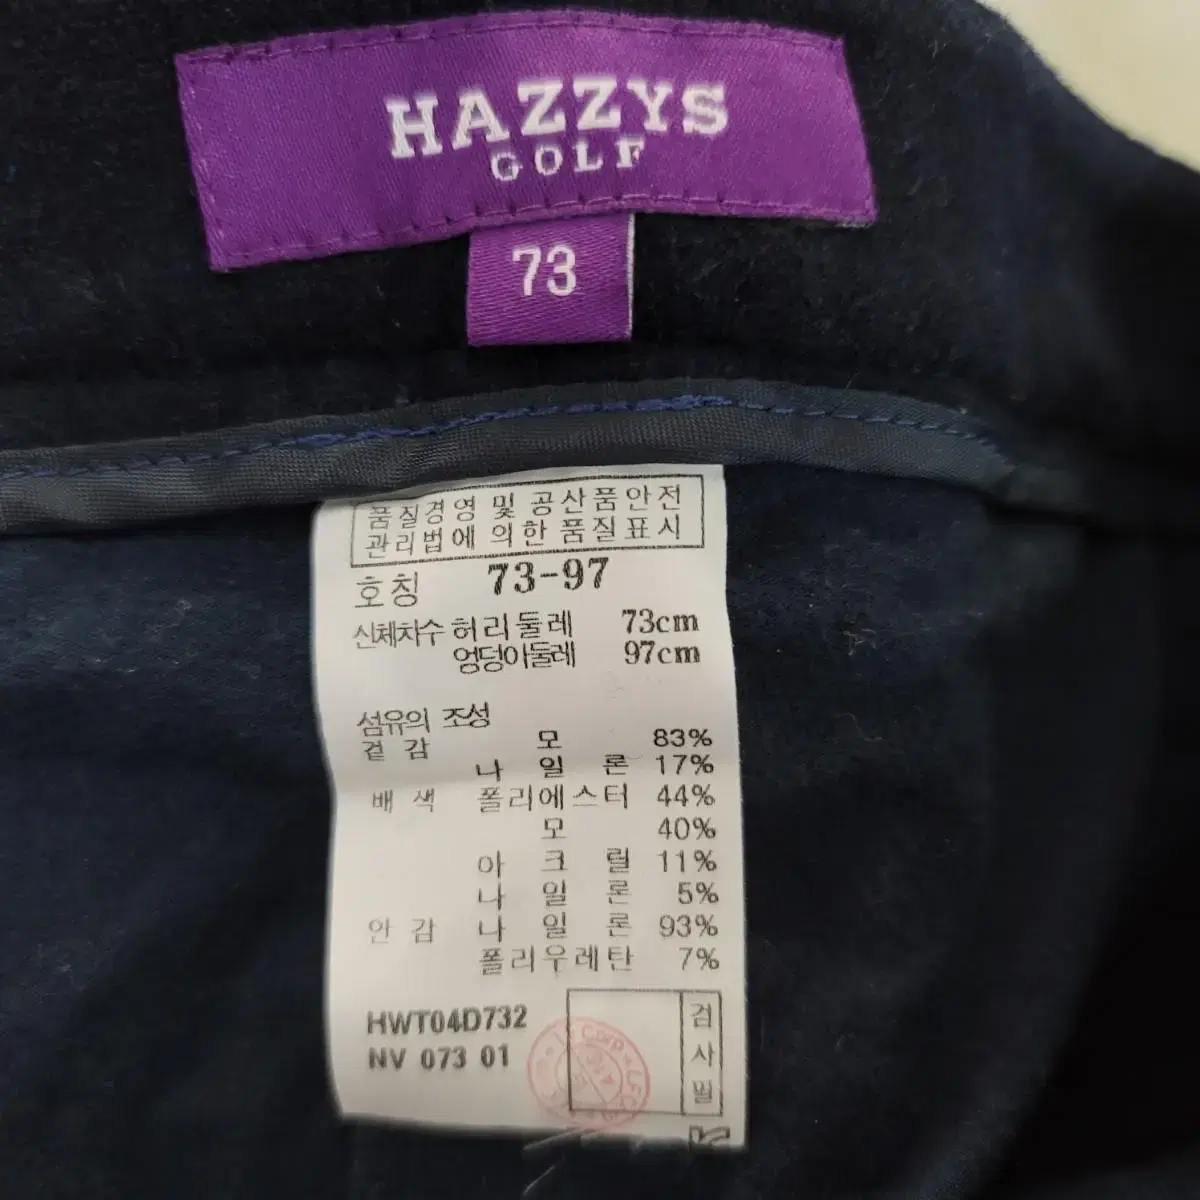 HAZZYS
GOLF
73
품질경영 및 공산품안전
관리법에 의한 품질표시
호칭 73-97
신체치수 허리둘레 73cm
엉덩이둘레 97cm
섬유의 조성
겉감 모 83%
나일론 17%
배색 폴리에스터 44%
모 40%
아크릴 11%
나일론 5%
안감 나일론 93%
폴리우레탄 7%
HWT04D732
NV 073 01
검사필